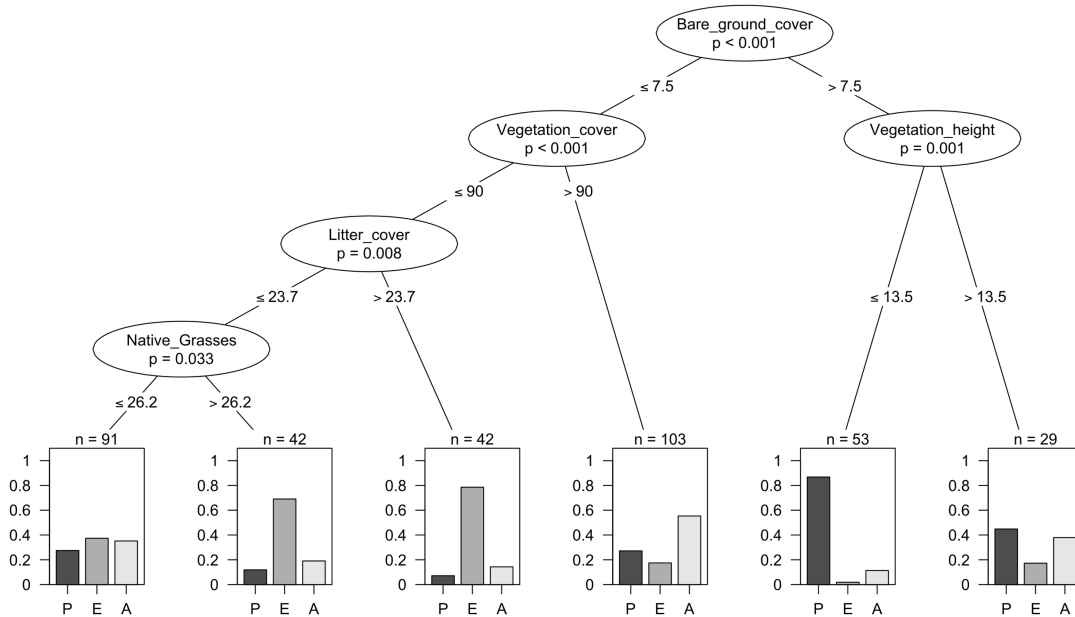 Bare_ground_cover
p < 0.001
≤ 7.5
> 7.5
Vegetation_cover
p < 0.001
Vegetation_height
p = 0.001
≤ 90
> 90
Litter_cover
p = 0.008
≤ 23.7
> 23.7
≤ 13.5
> 13.5
Native_Grasses
p = 0.033
≤ 26.2
> 26.2
n = 91
1
0.8
0.6
0.4
0.2
0
P E A
n = 42
1
0.8
0.6
0.4
0.2
0
P E A
n = 42
1
0.8
0.6
0.4
0.2
0
P E A
n = 103
1
0.8
0.6
0.4
0.2
0
P E A
n = 53
1
0.8
0.6
0.4
0.2
0
P E A
n = 29
1
0.8
0.6
0.4
0.2
0
P E A